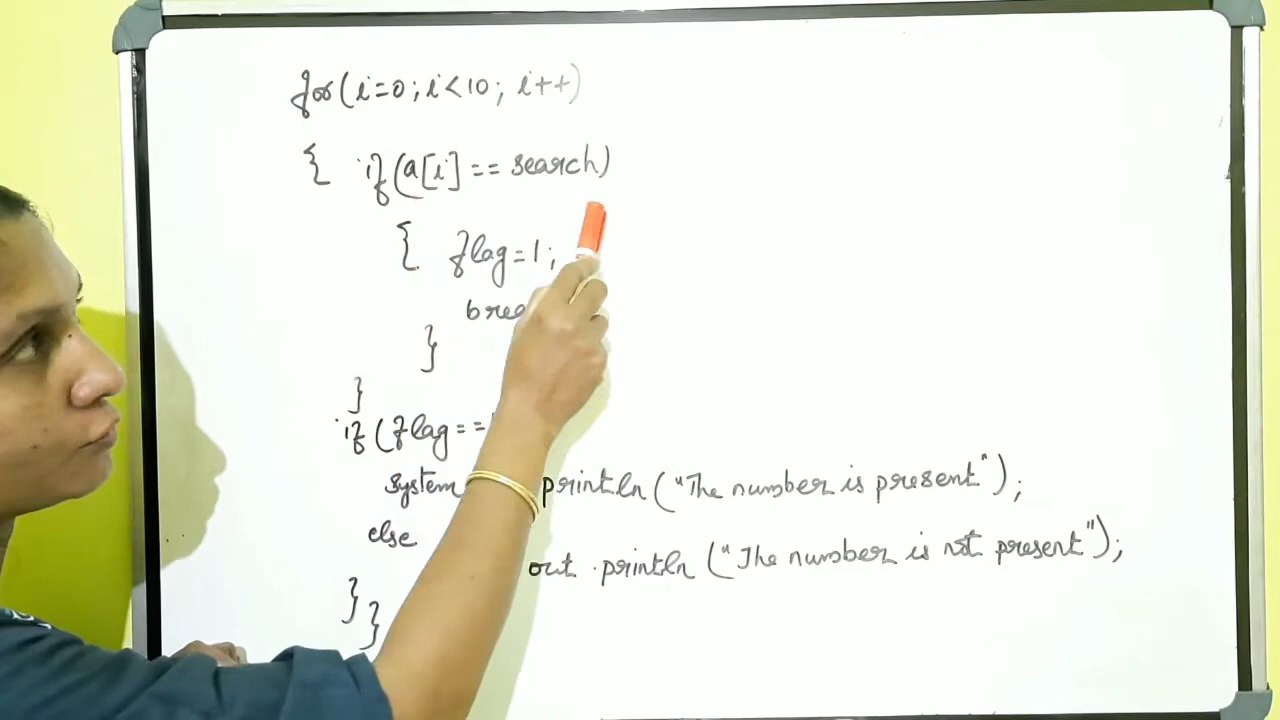 for(i=0;i<10; i++)
{ if(a[i] == search)
{ flag=1;
}
}
if(flag==
system println("The number is present");
else
out.println("The number is not present");
}
}